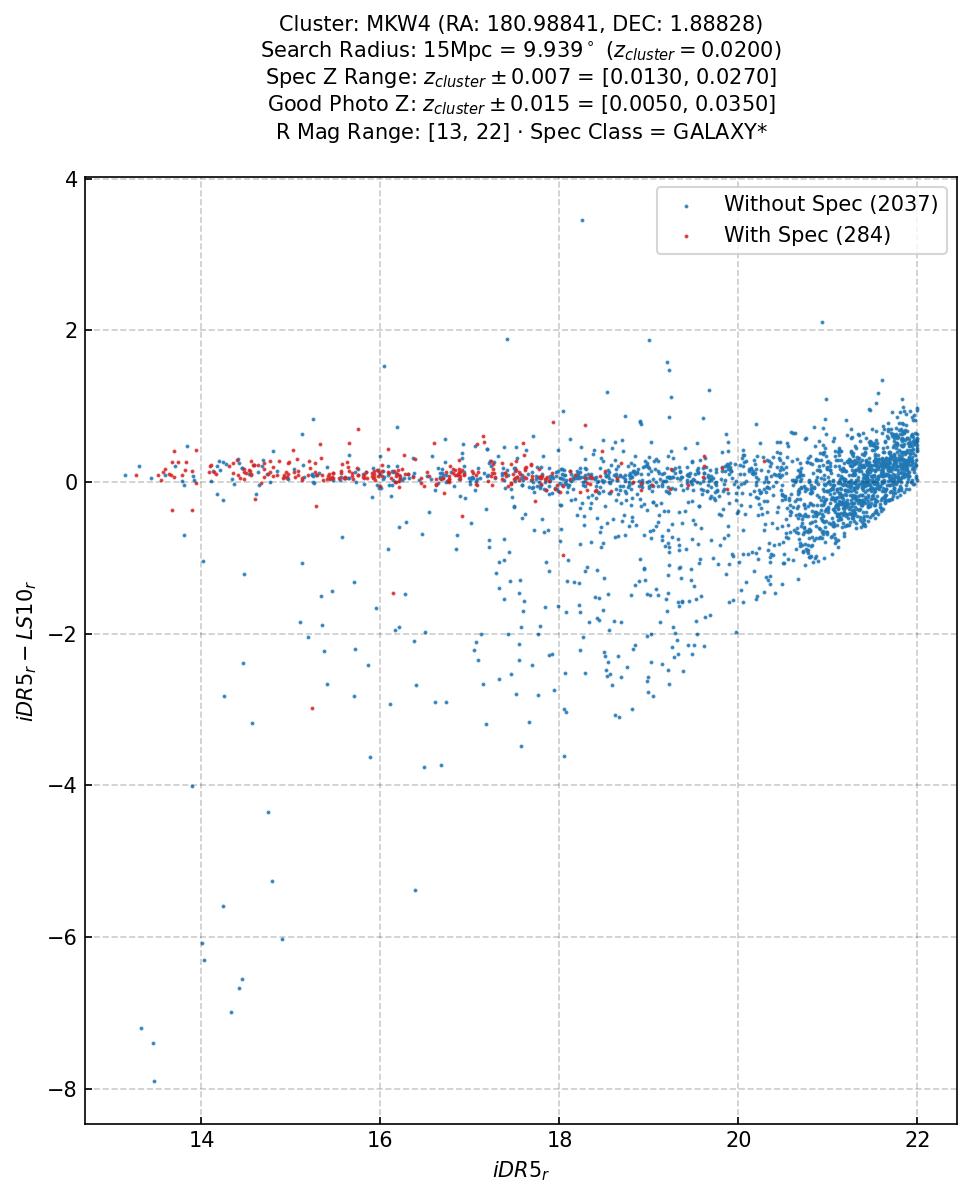 Cluster: MKW4 (RA: 180.98841, DEC: 1.88828)
Search Radius: 15Mpc = 9.939° (z_cluster = 0.0200)
Spec Z Range: z_cluster ± 0.007 = [0.0130, 0.0270]
Good Photo Z: z_cluster ± 0.015 = [0.0050, 0.0350]
R Mag Range: [13, 22] · Spec Class = GALAXY*
Without Spec (2037)
With Spec (284)
4
2
0
−2
−4
−6
−8
iDR5_r − LS10_r
14 16 18 20 22
iDR5_r